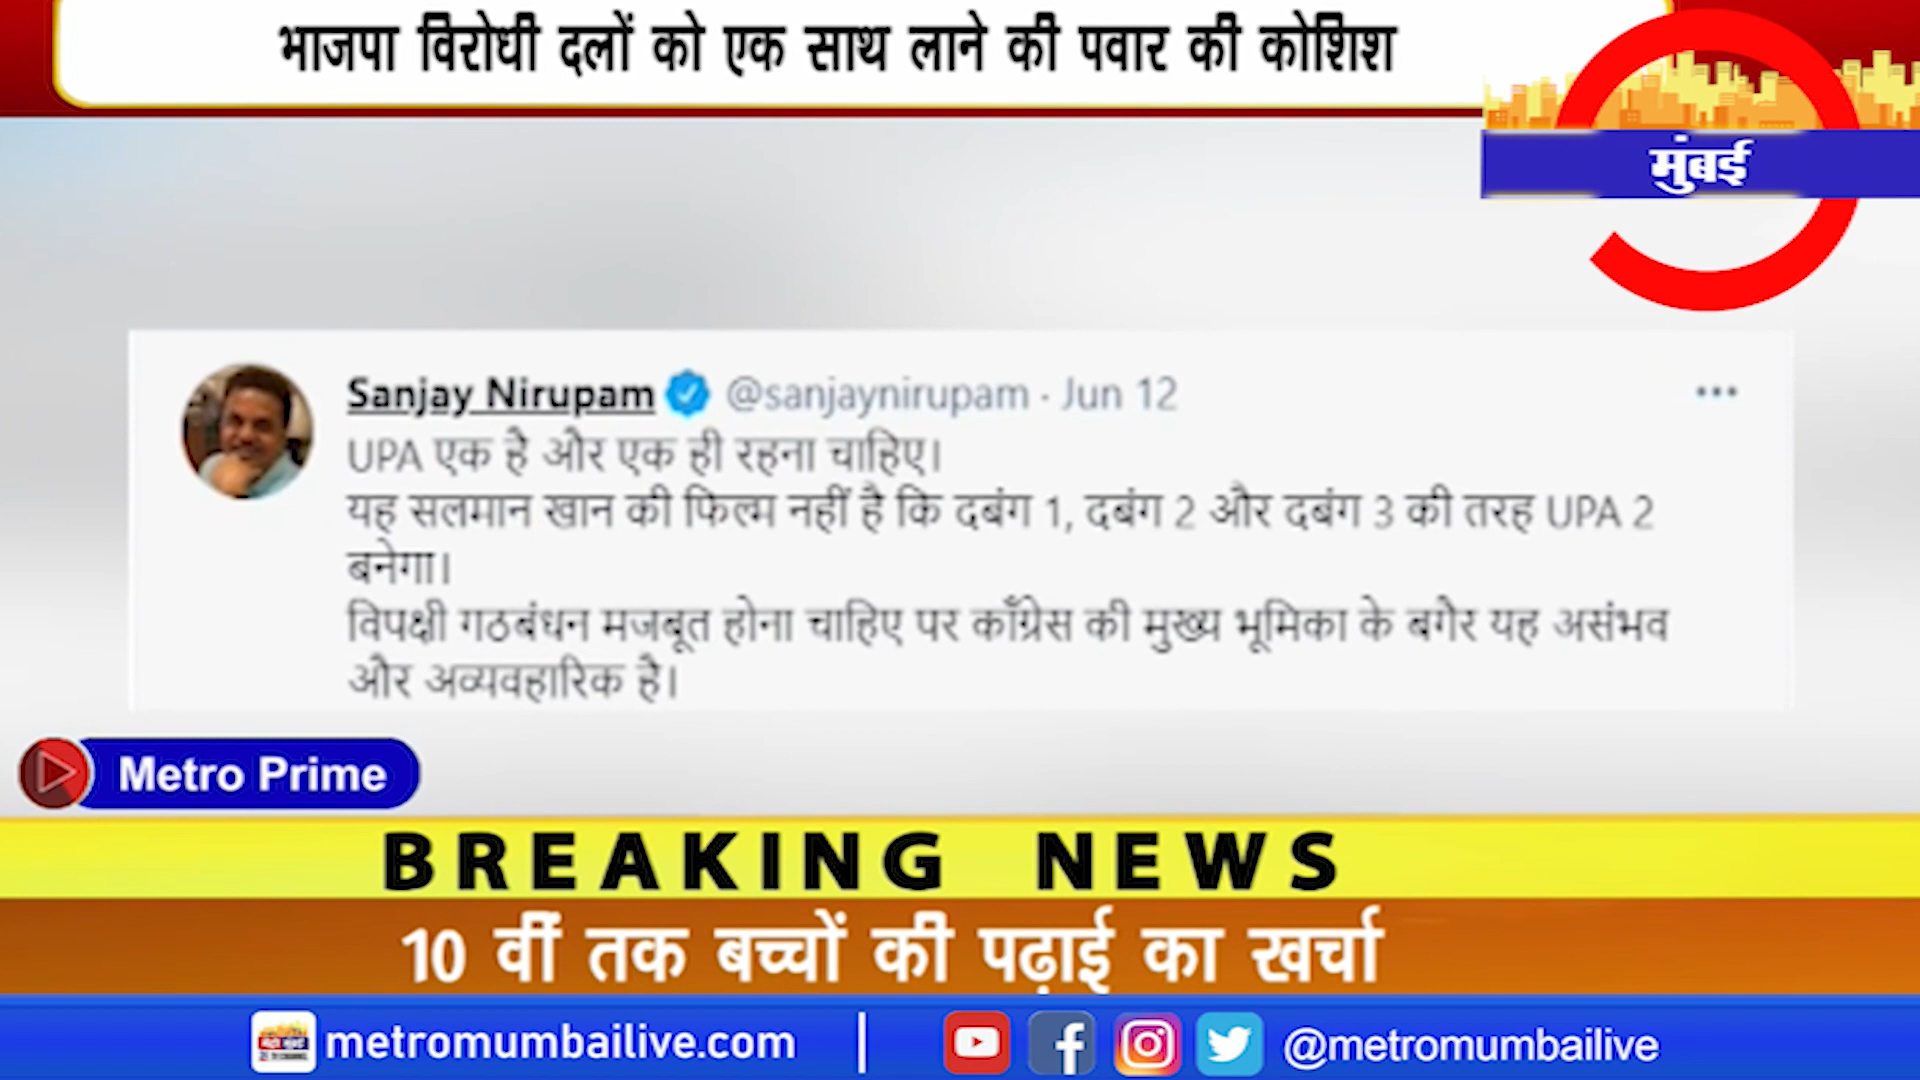 भाजपा विरोधी दलों को एक साथ लाने की पवार की कोशिश
मुंबई
Sanjay Nirupam @sanjaynirupam · Jun 12
UPA एक है और एक ही रहना चाहिए।
यह सलमान खान की फिल्म नहीं है कि दबंग 1, दबंग 2 और दबंग 3 की तरह UPA 2
बनेगा।
विपक्षी गठबंधन मजबूत होना चाहिए पर काँग्रेस की मुख्य भूमिका के बगैर यह असंभव
और अव्यवहारिक है।
Metro Prime
BREAKING NEWS
10 वीं तक बच्चों की पढ़ाई का खर्चा
metromumbailive.com | @metromumbailive